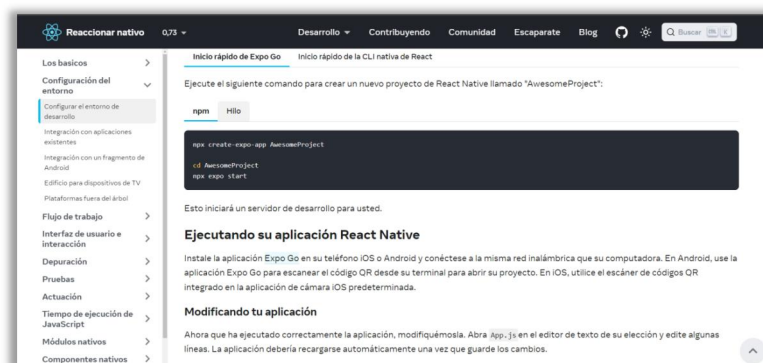 Reaccionar nativo
0,73
Desarrollo
Contribuyendo
Comunidad
Escaparate
Blog
Buscar
Los basicos
Configuración del
entorno
Configurar el entorno de
desarrollo
Integración con aplicaciones
existentes
Integración con un fragmento de
Android
Edificio para dispositivos de TV
Plataformas fuera del árbol
Flujo de trabajo
Interfaz de usuario e
interacción
Depuración
Pruebas
Actuación
Tiempo de ejecución de
JavaScript
Módulos nativos
Componentes nativos
Inicio rápido de Expo Go
Inicio rápido de la CLI nativa de React
Ejecute el siguiente comando para crear un nuevo proyecto de React Native llamado "AwesomeProject":
npm
Hilo
npx create-expo-app AwesomeProject
cd AwesomeProject
npx expo start
Esto iniciará un servidor de desarrollo para usted.
Ejecutando su aplicación React Native
Instale la aplicación Expo Go en su teléfono iOS o Android y conéctese a la misma red inalámbrica que su computadora. En Android, use la
aplicación Expo Go para escanear el código QR desde su terminal para abrir su proyecto. En iOS, utilice el escáner de códigos QR
integrado en la aplicación de cámara iOS predeterminada.
Modificando tu aplicación
Ahora que ha ejecutado correctamente la aplicación, modifiquémosla. Abra App.js en el editor de texto de su elección y edite algunas
líneas. La aplicación debería recargarse automáticamente una vez que guarde los cambios.